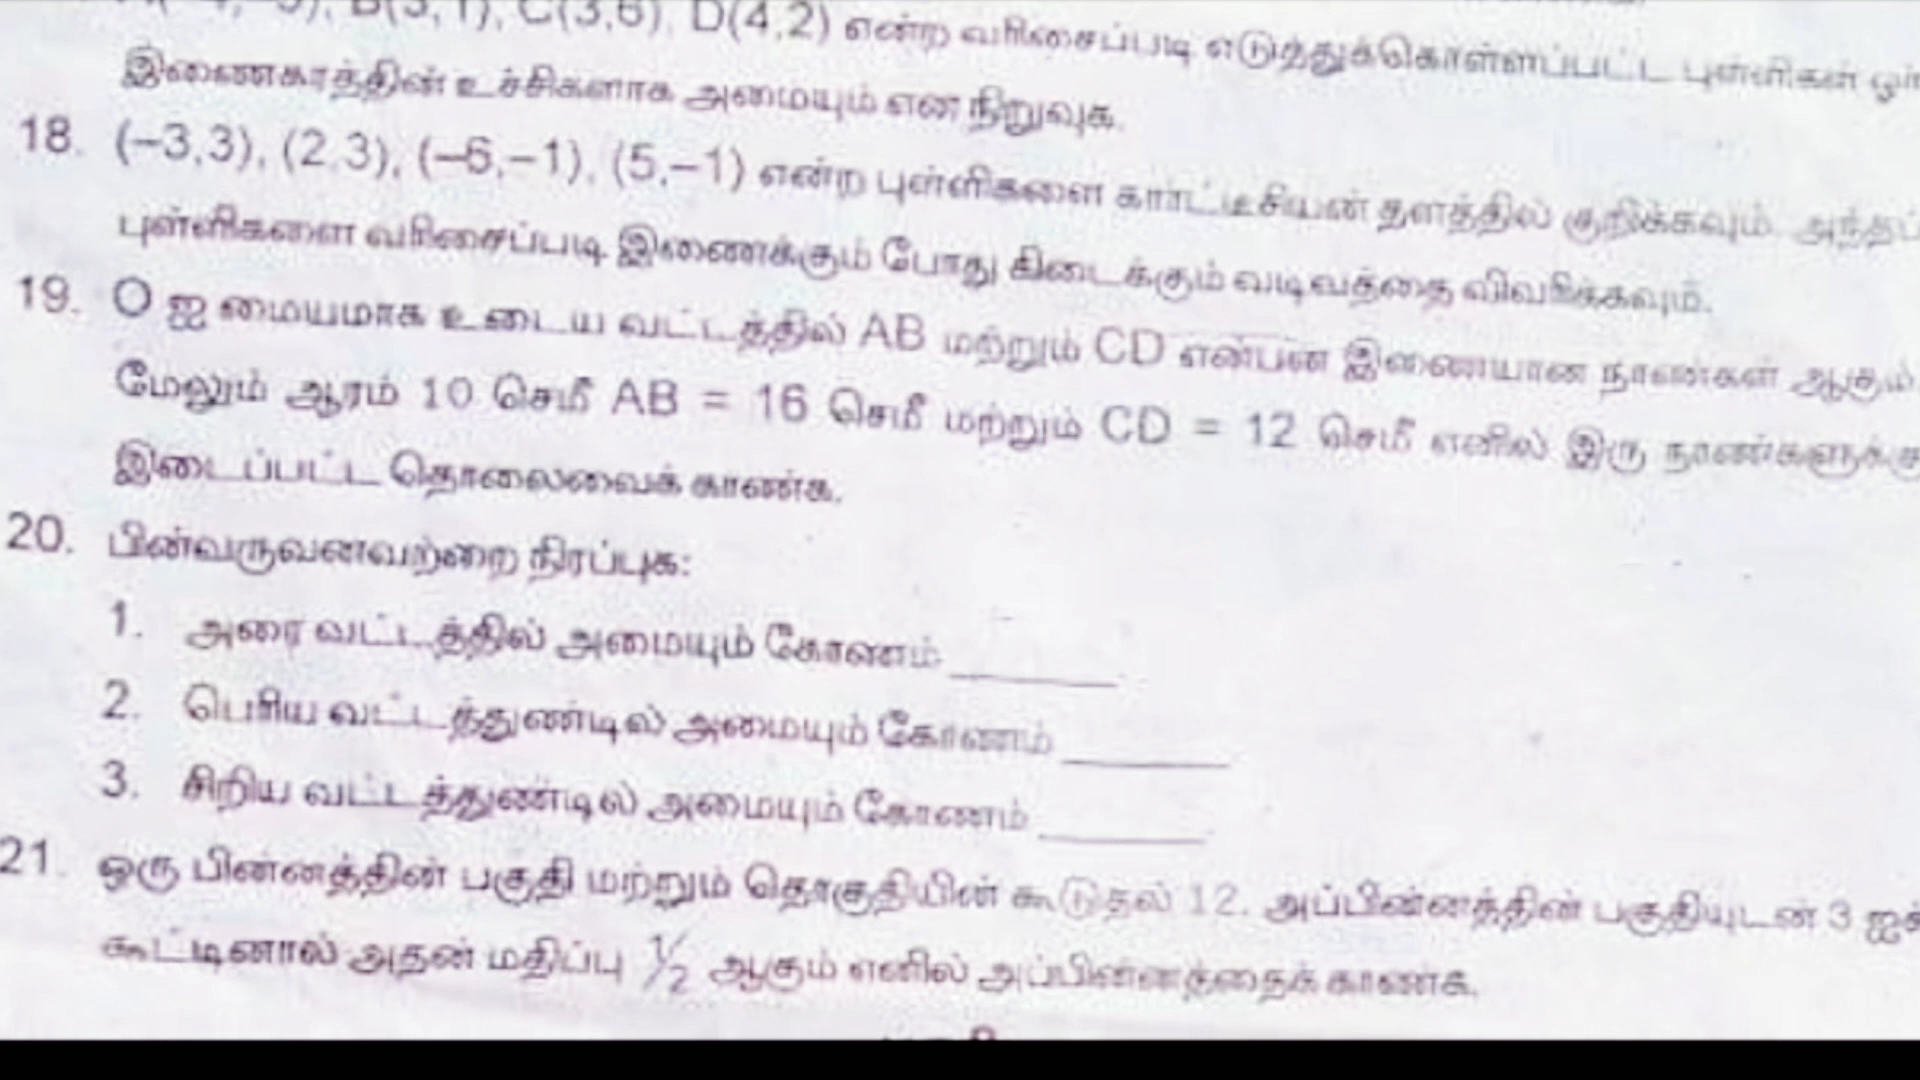 B(3,1), C(3,6), D(4,2) என்ற வரிசைப்படி எடுத்துக்கொள்ளப்பட்ட புள்ளிகள்
இணைகரத்தின் உச்சிகளாக அமையும் என நிறுவுக.
18. (–3,3), (2,3), (–6,–1), (5,–1) என்ற புள்ளிகளை கார்ட்டீசியன் தளத்தில் குறிக்கவும். அந்தப்
புள்ளிகளை வரிசைப்படி இணைக்கும் போது கிடைக்கும் வடிவத்தை விவரிக்கவும்.
19. O ஐ மையமாக உடைய வட்டத்தில் AB மற்றும் CD என்பன இணையான நாண்கள் ஆகும்.
மேலும் ஆரம் 10 செமீ AB = 16 செமீ மற்றும் CD = 12 செமீ எனில் இரு நாண்களுக்கு
இடைப்பட்ட தொலைவைக் காண்க.
20. பின்வருவனவற்றை நிரப்புக:
1. அரை வட்டத்தில் அமையும் கோணம் ______
2. பெரிய வட்டத்துண்டில் அமையும் கோணம் ______
3. சிறிய வட்டத்துண்டில் அமையும் கோணம் ______
21. ஒரு பின்னத்தின் பகுதி மற்றும் தொகுதியின் கூடுதல் 12. அப்பின்னத்தின் பகுதியுடன் 3 ஐக்
கூட்டினால் அதன் மதிப்பு 1/2 ஆகும் எனில் அப்பின்னத்தைக் காண்க.